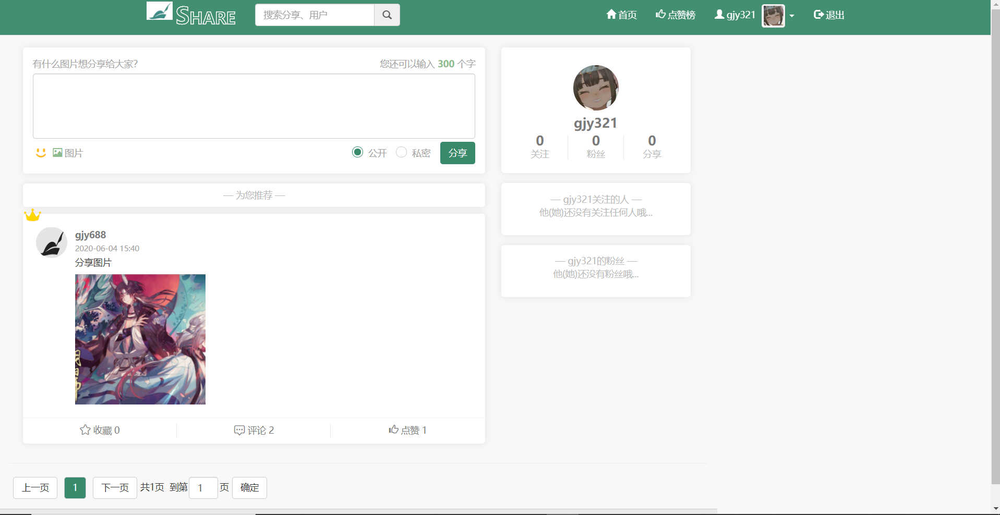 SHARE
搜索分享、用户
首页
点赞榜
gjy321
退出
有什么图片想分享给大家?
您还可以输入 300 个字
图片
公开
私密
分享
— 为您推荐 —
gjy688
2020-06-04 15:40
分享图片
收藏 0
评论 2
点赞 1
gjy321
0
关注
0
粉丝
0
分享
— gjy321关注的人 —
他(她)还没有关注任何人哦...
— gjy321的粉丝 —
他(她)还没有粉丝哦...
上一页 1 下一页 共1页 到第 1 页 确定